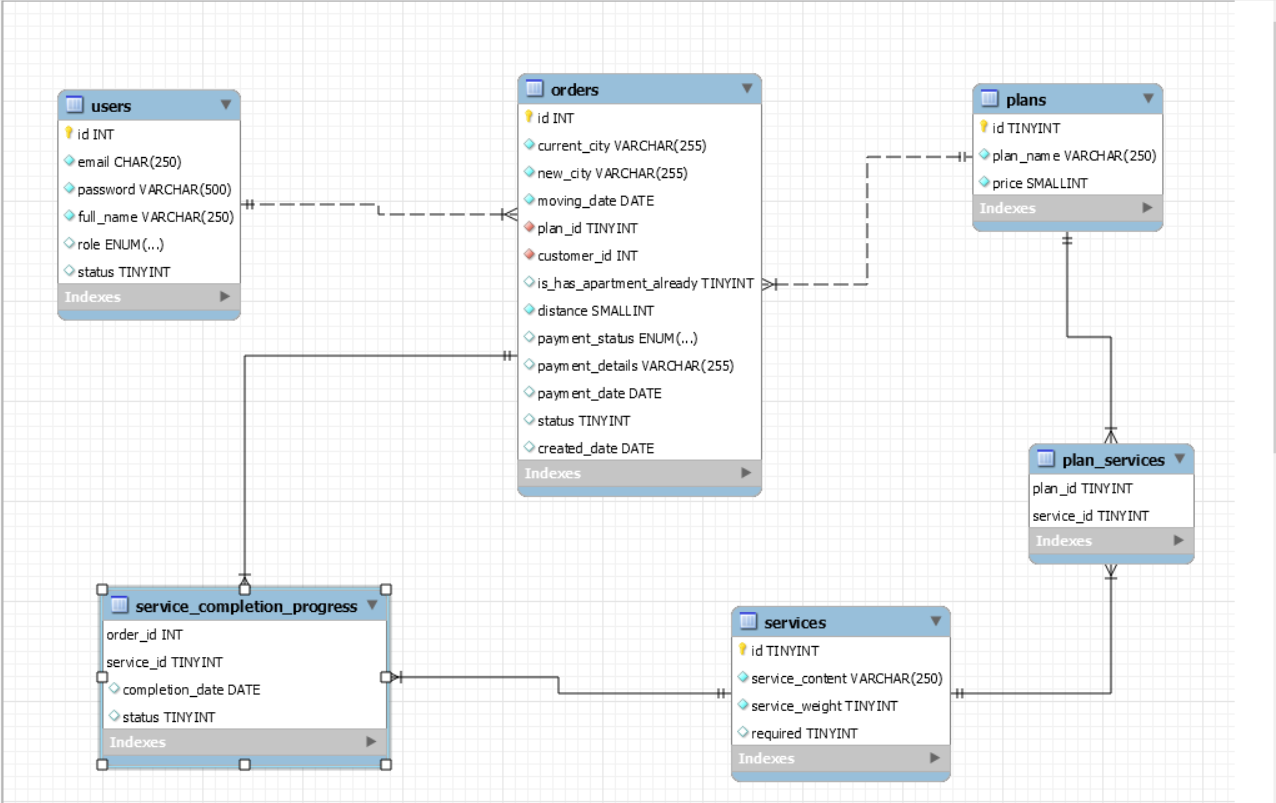 users
id INT
email CHAR(250)
password VARCHAR(500)
full_name VARCHAR(250)
role ENUM(...)
status TINYINT
Indexes
orders
id INT
current_city VARCHAR(255)
new_city VARCHAR(255)
moving_date DATE
plan_id TINYINT
customer_id INT
is_has_apartment_already TINYINT
distance SMALLINT
payment_status ENUM(...)
payment_details VARCHAR(255)
payment_date DATE
status TINYINT
created_date DATE
Indexes
plans
id TINYINT
plan_name VARCHAR(250)
price SMALLINT
Indexes
plan_services
plan_id TINYINT
service_id TINYINT
Indexes
service_completion_progress
order_id INT
service_id TINYINT
completion_date DATE
status TINYINT
Indexes
services
id TINYINT
service_content VARCHAR(250)
service_weight TINYINT
required TINYINT
Indexes